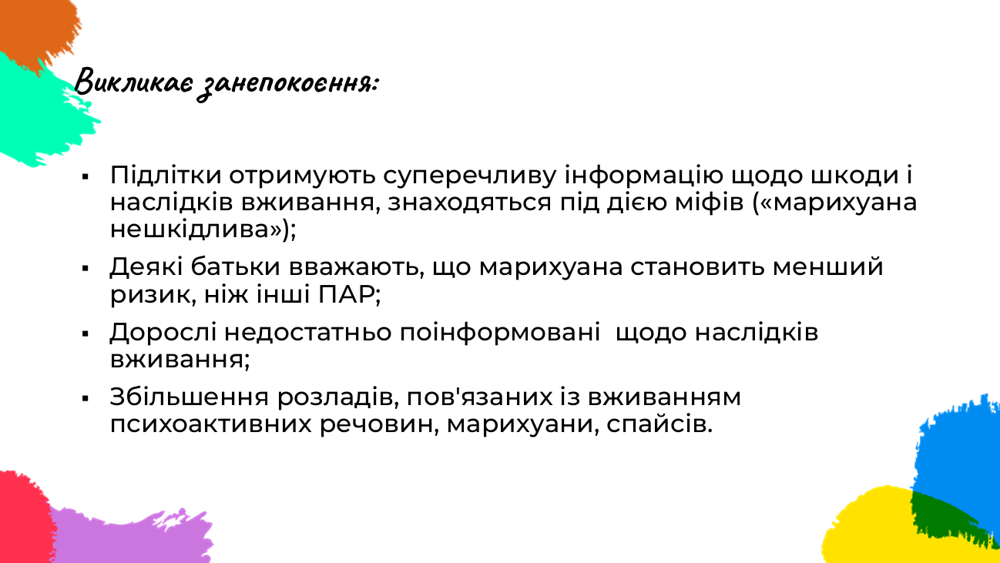 Викликає занепокоєння:
▪ Підлітки отримують суперечливу інформацію щодо шкоди і
наслідків вживання, знаходяться під дією міфів («марихуана
нешкідлива»);
▪ Деякі батьки вважають, що марихуана становить менший
ризик, ніж інші ПАР;
▪ Дорослі недостатньо поінформовані  щодо наслідків
вживання;
▪ Збільшення розладів, пов'язаних із вживанням
психоактивних речовин, марихуани, спайсів.